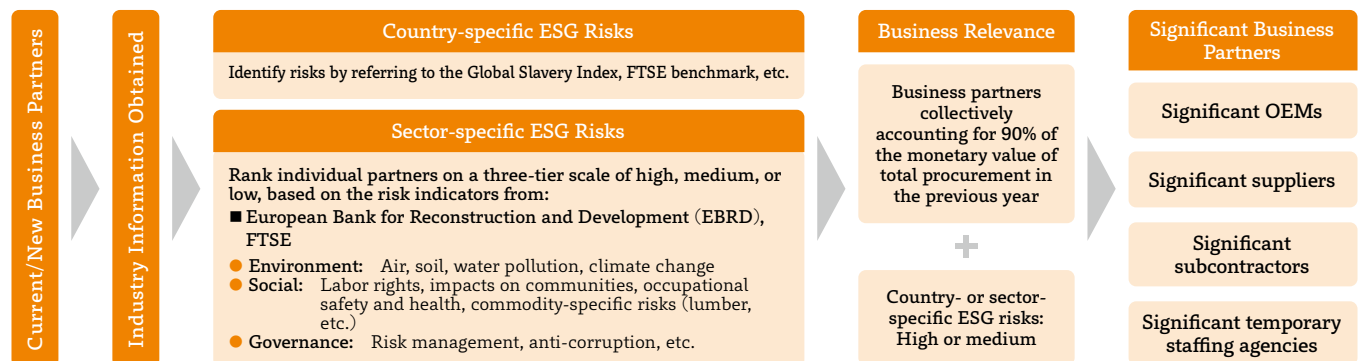 Current/New Business Partners
Industry Information Obtained
Country-specific ESG Risks
Identify risks by referring to the Global Slavery Index, FTSE benchmark, etc.
Sector-specific ESG Risks
Rank individual partners on a three-tier scale of high, medium, or
low, based on the risk indicators from:
■ European Bank for Reconstruction and Development (EBRD),
FTSE
● Environment: Air, soil, water pollution, climate change
● Social: Labor rights, impacts on communities, occupational
safety and health, commodity-specific risks (lumber,
etc.)
● Governance: Risk management, anti-corruption, etc.
Business Relevance
Business partners
collectively
accounting for 90% of
the monetary value of
total procurement in
the previous year
+
Country- or sector-
specific ESG risks:
High or medium
Significant Business
Partners
Significant OEMs
Significant suppliers
Significant
subcontractors
Significant temporary
staffing agencies